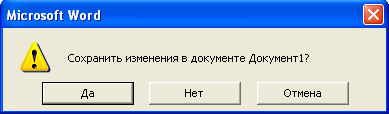 Microsoft Word
Сохранить изменения в документе Документ1?
Да Нет Отмена